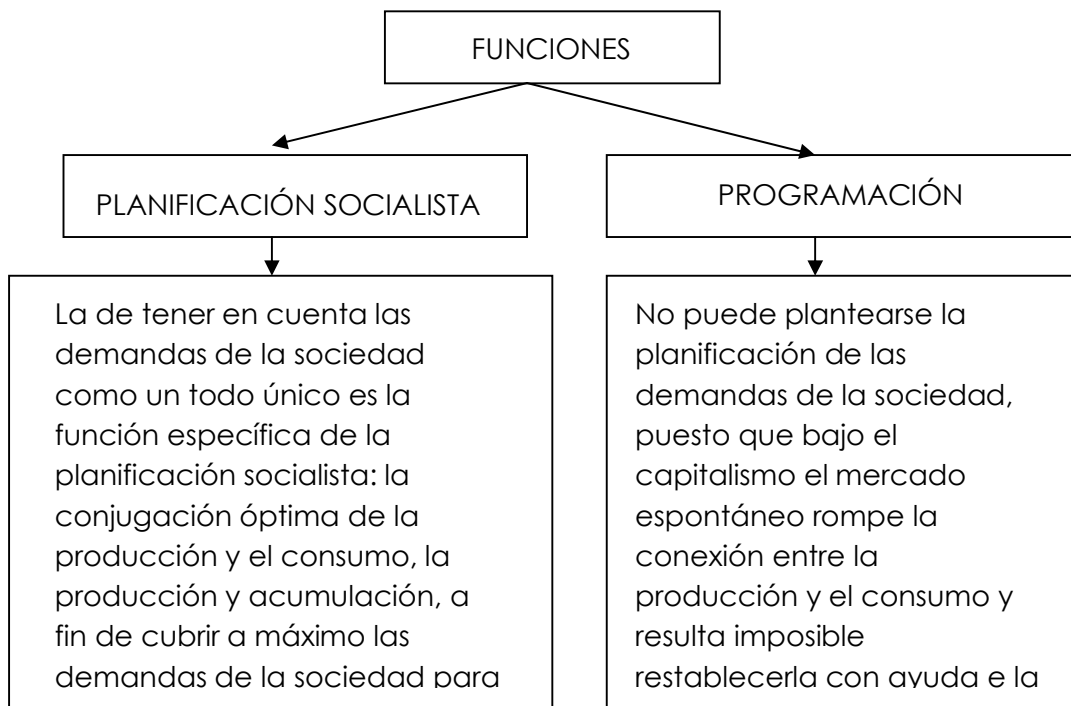 FUNCIONES
PLANIFICACIÓN SOCIALISTA
PROGRAMACIÓN
La de tener en cuenta las
demandas de la sociedad
como un todo único es la
función específica de la
planificación socialista: la
conjugación óptima de la
producción y el consumo, la
producción y acumulación, a
fin de cubrir a máximo las
demandas de la sociedad para
No puede plantearse la
planificación de las
demandas de la sociedad,
puesto que bajo el
capitalismo el mercado
espontáneo rompe la
conexión entre la
producción y el consumo y
resulta imposible
restablecerla con ayuda e la